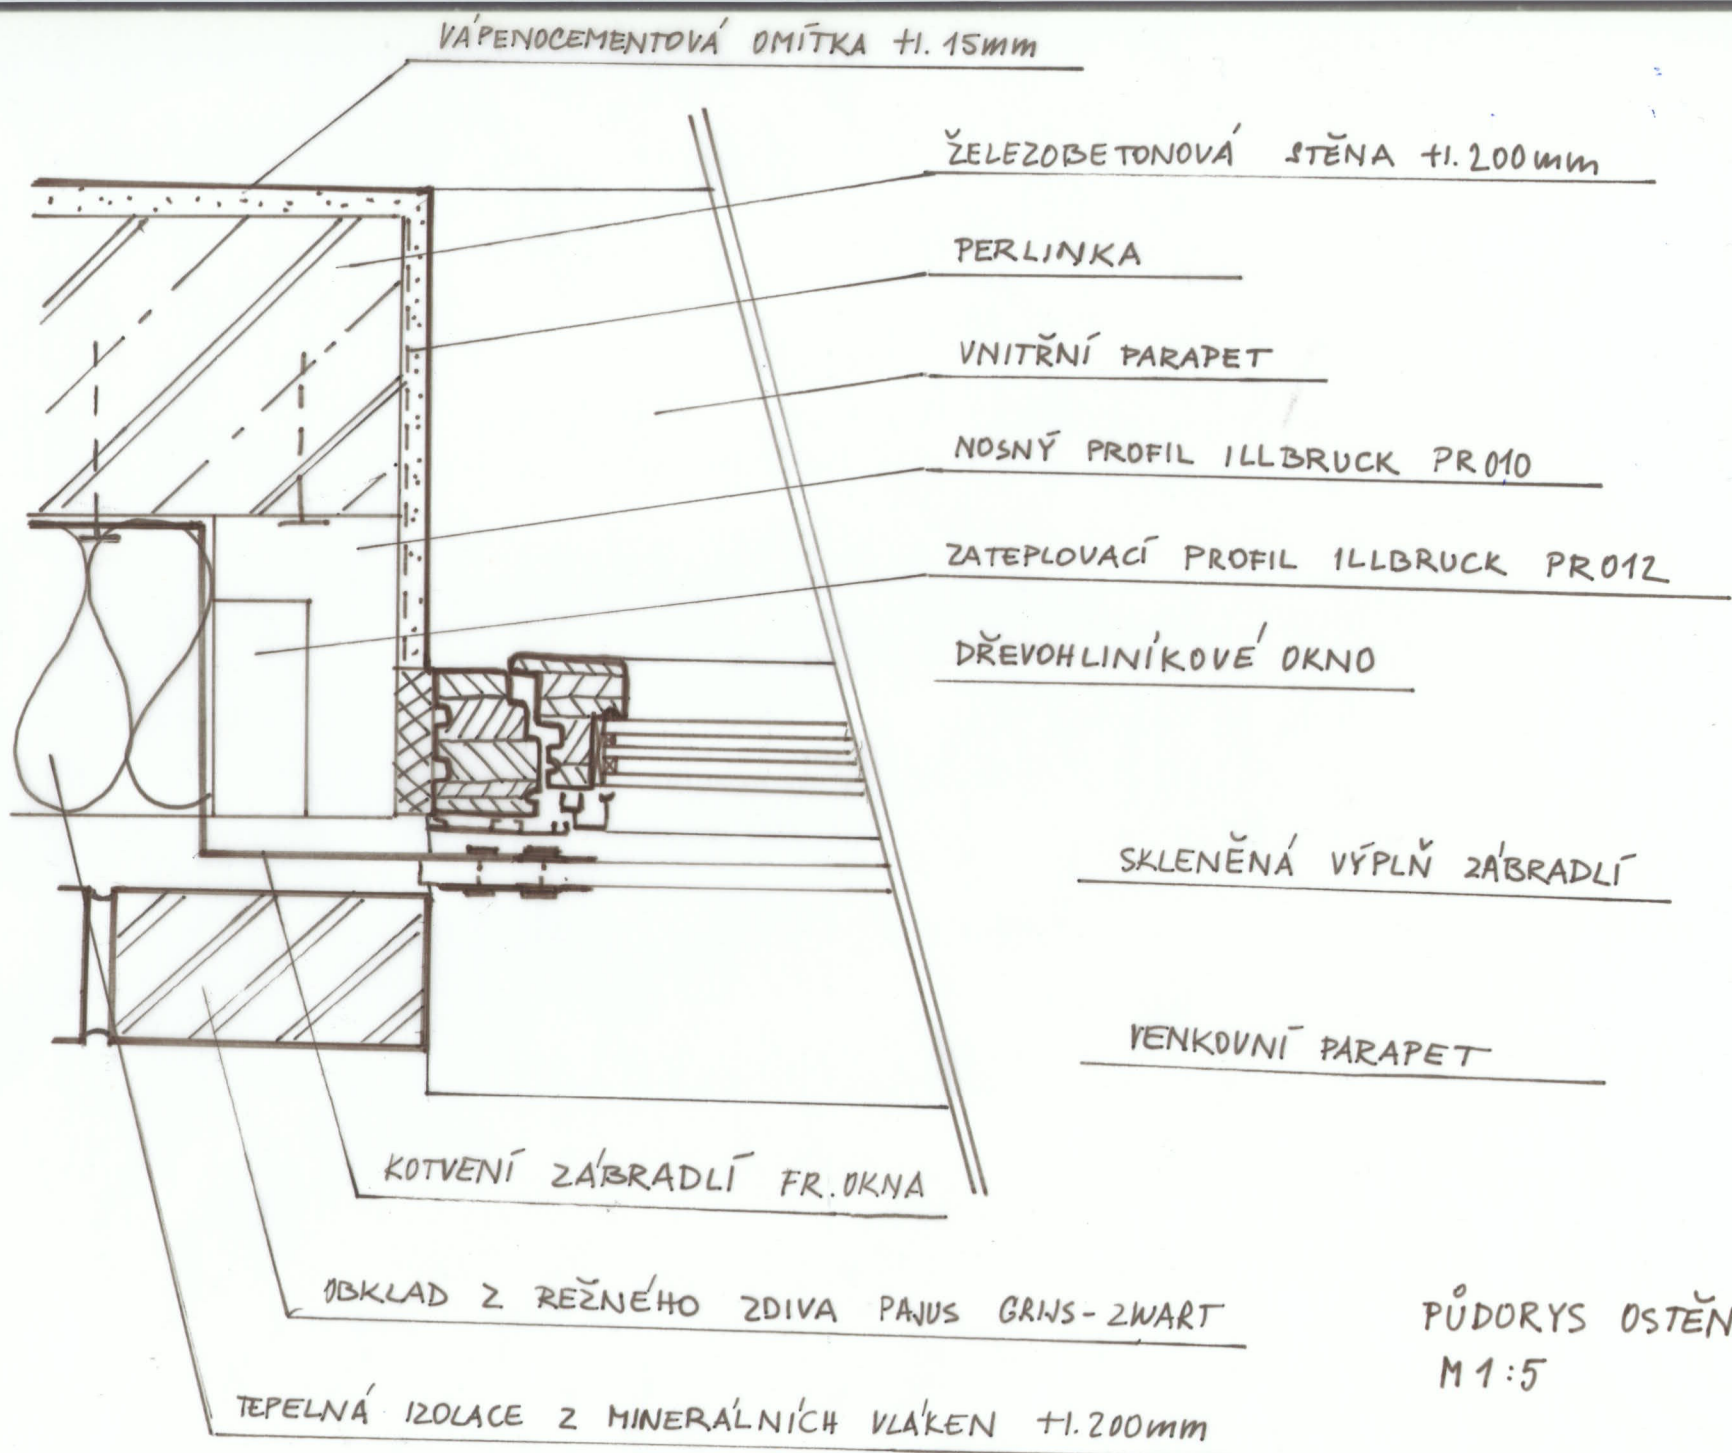 VÁPENOCEMENTOVÁ OMÍTKA tl. 15mm
ŽELEZOBETONOVÁ STĚNA tl. 200mm
PERLINKA
VNITŘNÍ PARAPET
NOSNÝ PROFIL ILLBRUCK PR010
ZATEPLOVACÍ PROFIL ILLBRUCK PR012
DŘEVOHLINÍKOVÉ OKNO
SKLENĚNÁ VÝPLŇ ZÁBRADLÍ
VENKOVNÍ PARAPET
KOTVENÍ ZÁBRADLÍ FR. OKNA
OBKLAD Z REŽNÉHO ZDIVA PAJUS GRIJS-ZWART
PŮDORYS OSTĚN
M 1:5
TEPELNÁ IZOLACE Z MINERÁLNÍCH VLÁKEN tl. 200mm